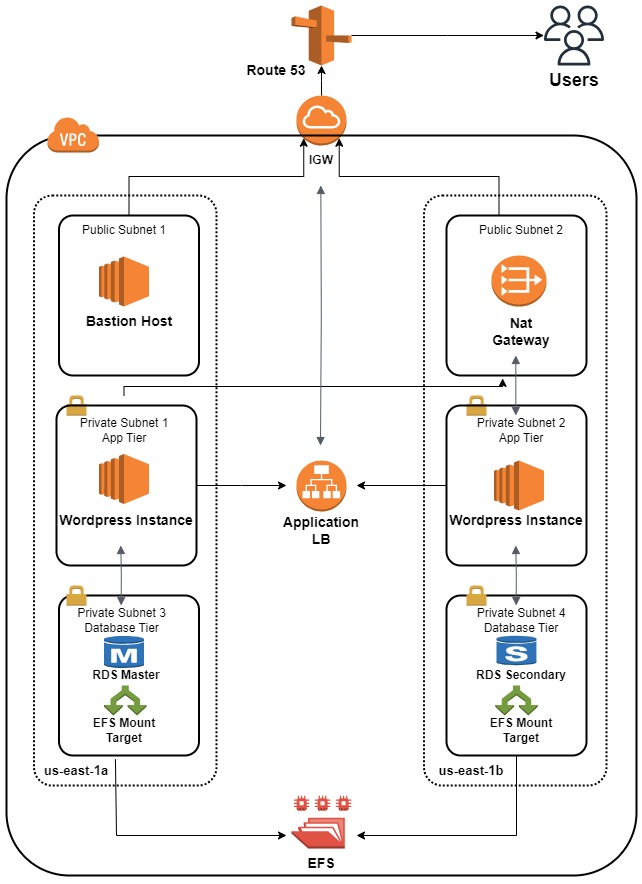 Route 53
Users
VPC
IGW
Public Subnet 1
Bastion Host
Public Subnet 2
Nat
Gateway
Private Subnet 1
App Tier
Wordpress Instance
Application
LB
Private Subnet 2
App Tier
Wordpress Instance
Private Subnet 3
Database Tier
M
RDS Master
EFS Mount
Target
us-east-1a
Private Subnet 4
Database Tier
S
RDS Secondary
EFS Mount
Target
us-east-1b
EFS